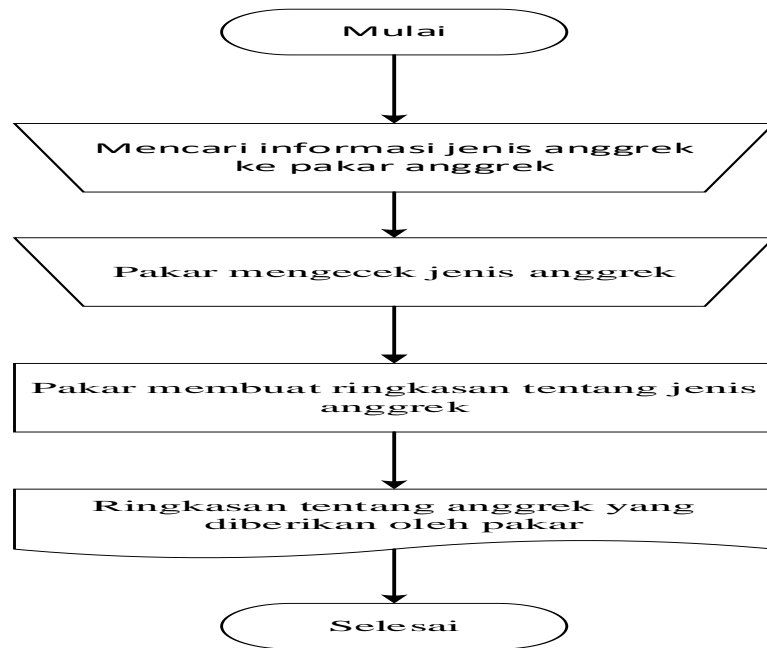 Mulai
Mencari informasi jenis anggrek
ke pakar anggrek
Pakar mengecek jenis anggrek
Pakar membuat ringkasan tentang jenis
anggrek
Ringkasan tentang anggrek yang
diberikan oleh pakar
Selesai